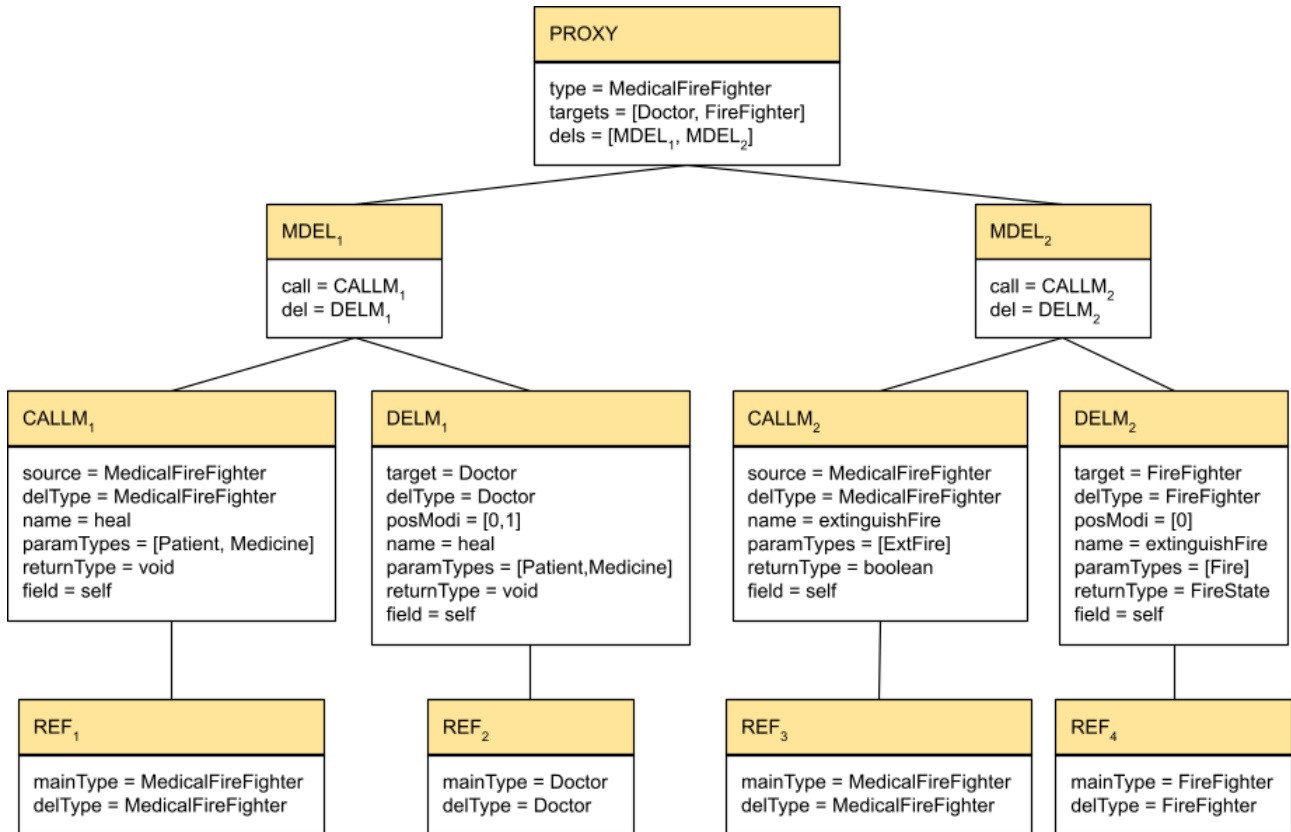 PROXY
type = MedicalFireFighter
targets = [Doctor, FireFighter]
dels = [MDEL₁, MDEL₂]
MDEL₁
call = CALLM₁
del = DELM₁
MDEL₂
call = CALLM₂
del = DELM₂
CALLM₁
source = MedicalFireFighter
delType = MedicalFireFighter
name = heal
paramTypes = [Patient, Medicine]
returnType = void
field = self
DELM₁
target = Doctor
delType = Doctor
posModi = [0,1]
name = heal
paramTypes = [Patient,Medicine]
returnType = void
field = self
CALLM₂
source = MedicalFireFighter
delType = MedicalFireFighter
name = extinguishFire
paramTypes = [ExtFire]
returnType = boolean
field = self
DELM₂
target = FireFighter
delType = FireFighter
posModi = [0]
name = extinguishFire
paramTypes = [Fire]
returnType = FireState
field = self
REF₁
mainType = MedicalFireFighter
delType = MedicalFireFighter
REF₂
mainType = Doctor
delType = Doctor
REF₃
mainType = MedicalFireFighter
delType = MedicalFireFighter
REF₄
mainType = FireFighter
delType = FireFighter